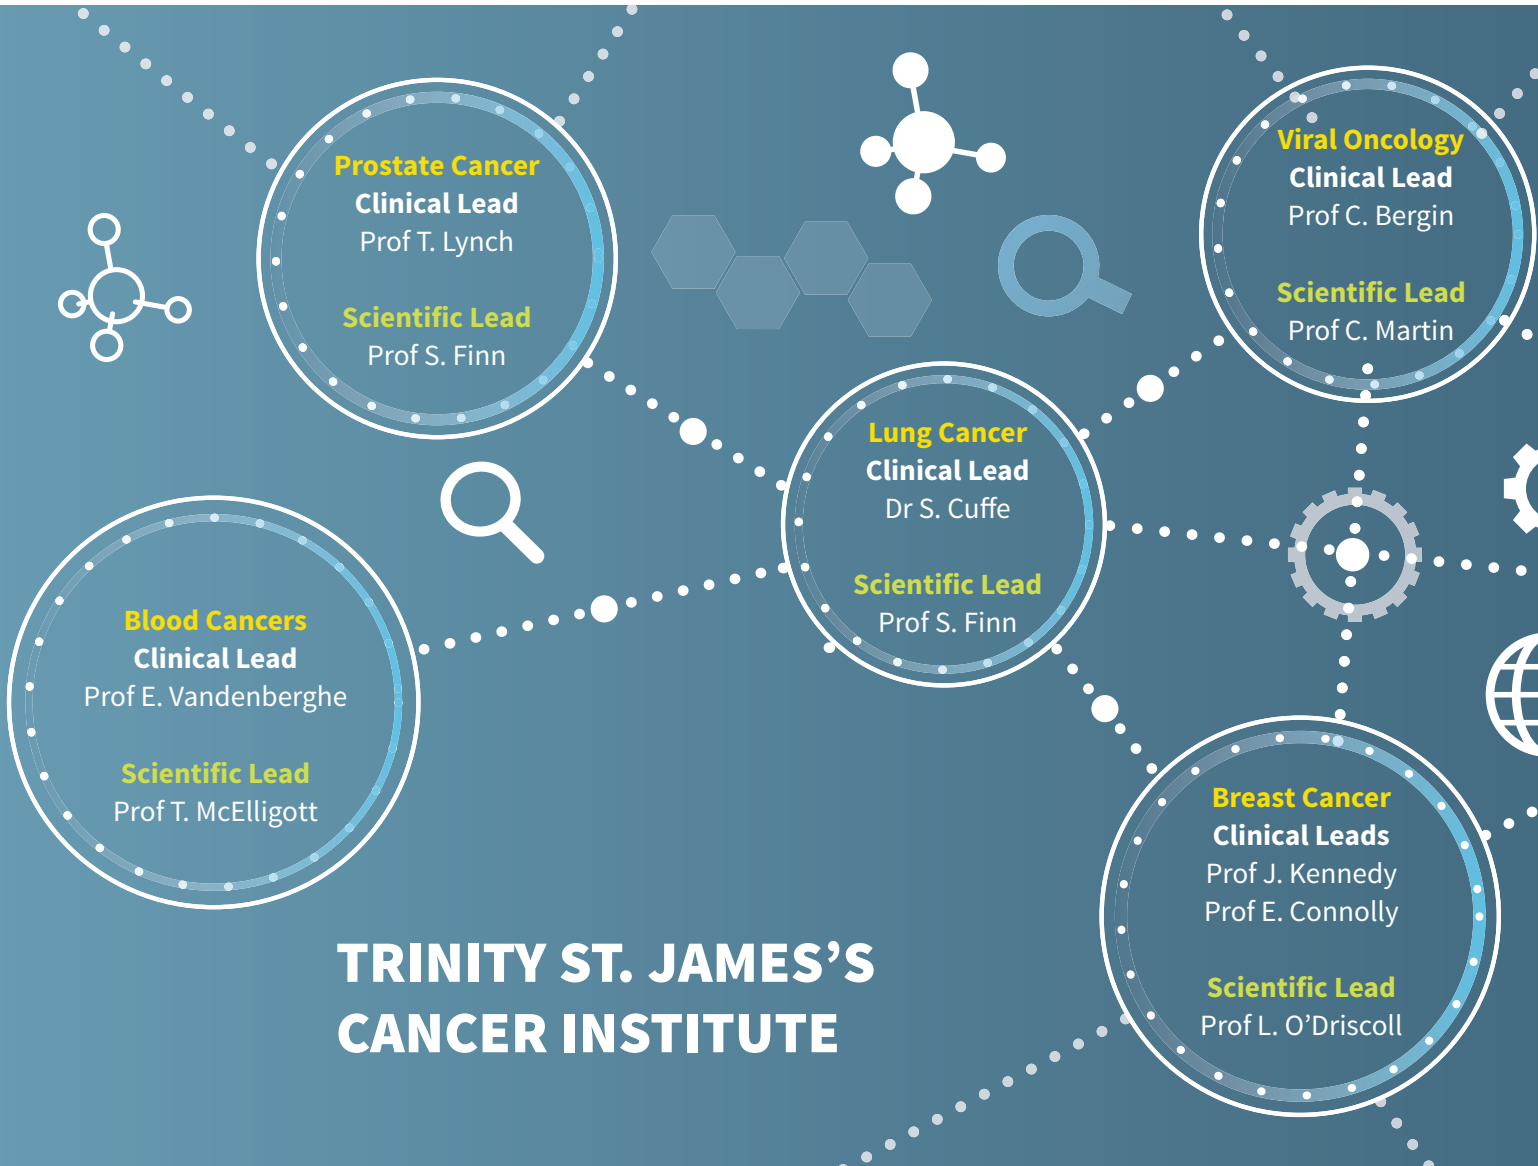 Prostate Cancer
Clinical Lead
Prof T. Lynch
Scientific Lead
Prof S. Finn
Viral Oncology
Clinical Lead
Prof C. Bergin
Scientific Lead
Prof C. Martin
Lung Cancer
Clinical Lead
Dr S. Cuffe
Scientific Lead
Prof S. Finn
Blood Cancers
Clinical Lead
Prof E. Vandenberghe
Scientific Lead
Prof T. McElligott
Breast Cancer
Clinical Leads
Prof J. Kennedy
Prof E. Connolly
Scientific Lead
Prof L. O’Driscoll
TRINITY ST. JAMES’S
CANCER INSTITUTE